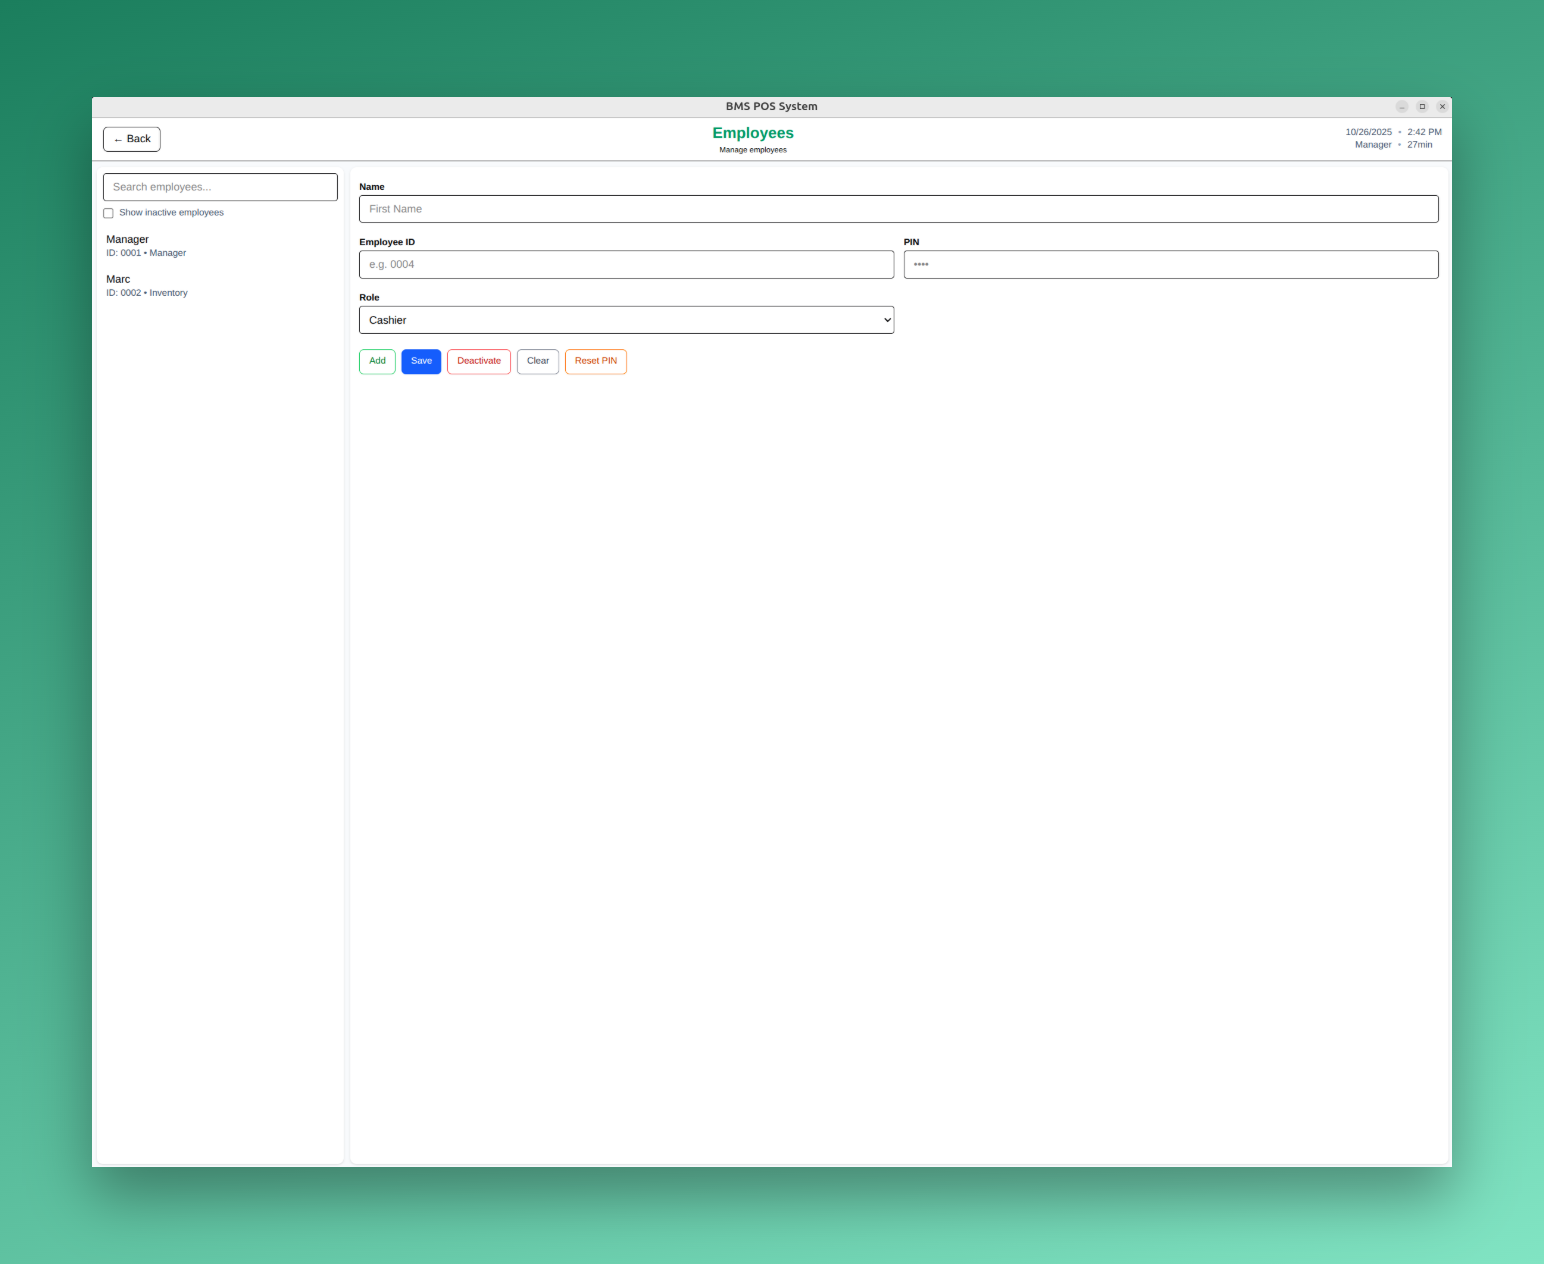 BMS POS System
← Back
Employees
Manage employees
10/26/2025 • 2:42 PM
Manager • 27min
Search employees...
Show inactive employees
Manager
ID: 0001 • Manager
Marc
ID: 0002 • Inventory
Name
First Name
Employee ID
PIN
e.g. 0004
••••
Role
Cashier
Add
Save
Deactivate
Clear
Reset PIN